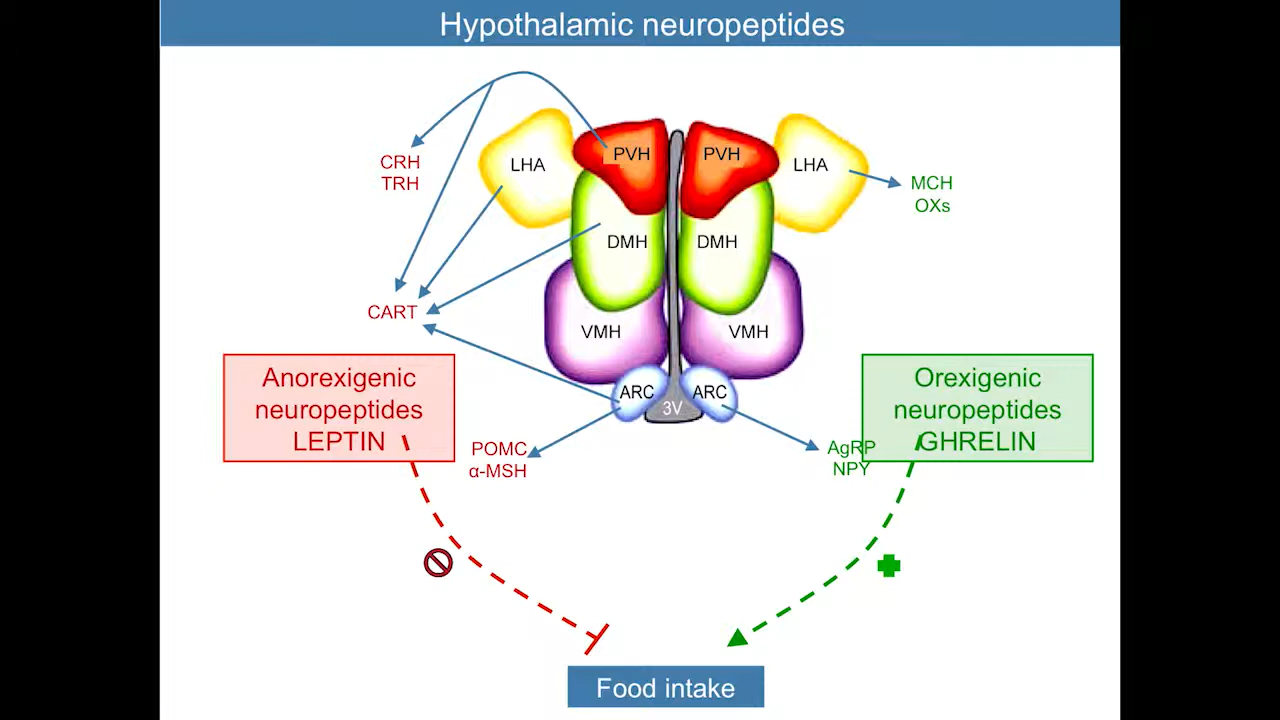 Hypothalamic neuropeptides
LHA
PVH
PVH
LHA
CRH
TRH
MCH
OXs
DMH
DMH
CART
VMH
VMH
Anorexigenic
neuropeptides
LEPTIN
ARC
ARC
3V
Orexigenic
neuropeptides
GHRELIN
POMC
α-MSH
AgRP
NPY
Food intake